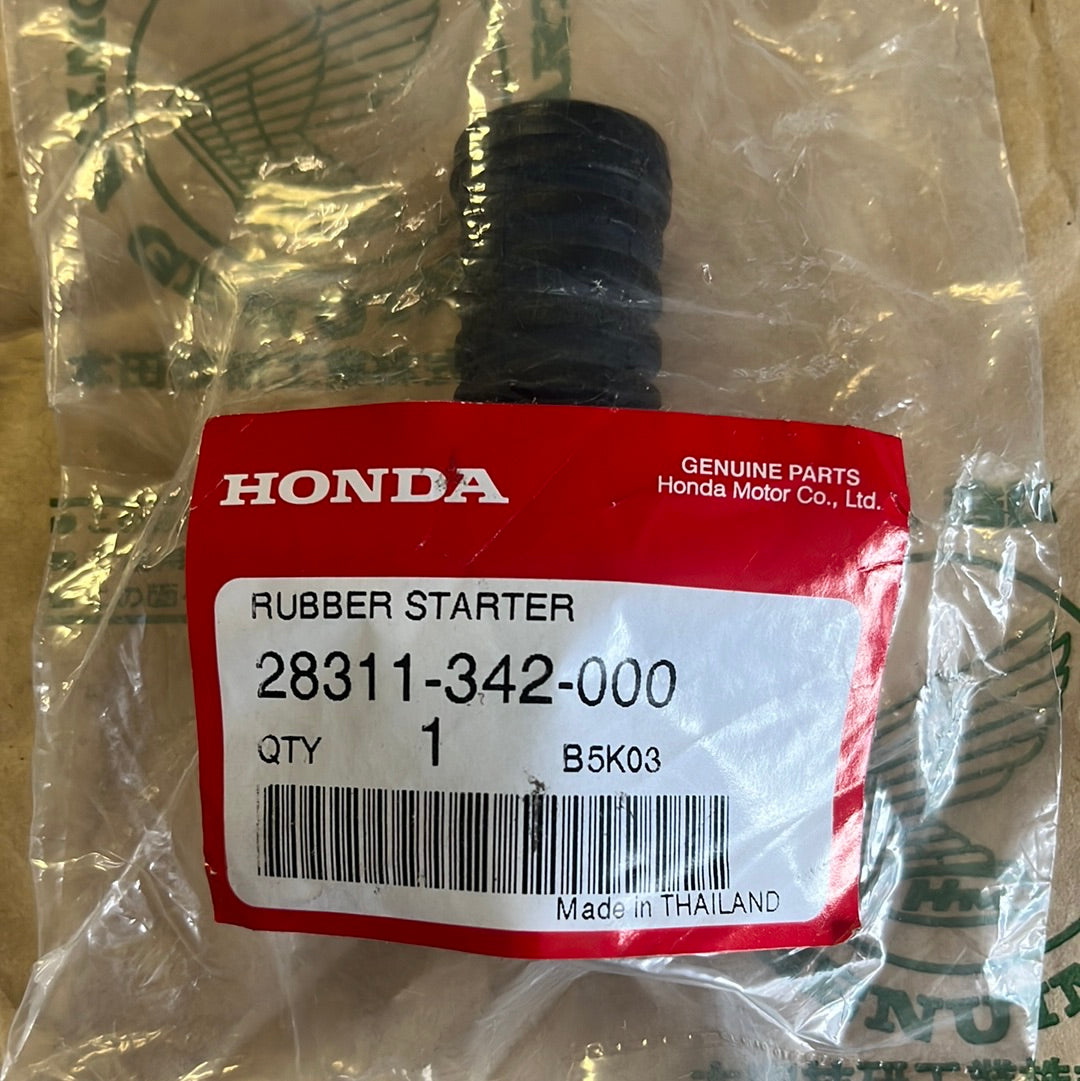 HONDA
GENUINE PARTS
Honda Motor Co., Ltd.
RUBBER STARTER
28311-342-000
QTY 1 B5K03
Made in THAILAND